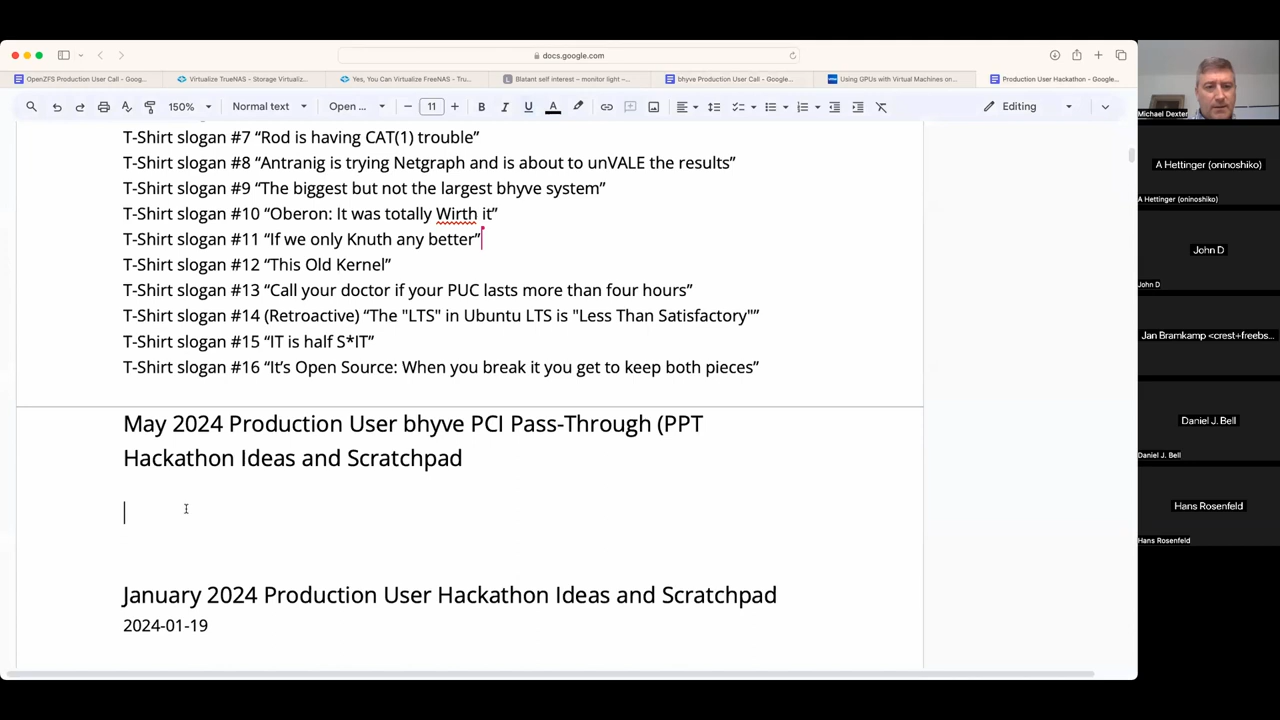 docs.google.com
OpenZFS Production User Call - Goog...
Virtualize TrueNAS - Storage Virtualiz...
Yes, You Can Virtualize FreeNAS - Tru...
Blatant self interest – monitor light –...
bhyve Production User Call - Google...
Using GPUs with Virtual Machines on...
Production User Hackathon - Google...
150%
Normal text
Open ...
11
Editing
T-Shirt slogan #7 “Rod is having CAT(1) trouble”
T-Shirt slogan #8 “Antranig is trying Netgraph and is about to unVALE the results”
T-Shirt slogan #9 “The biggest but not the largest bhyve system”
T-Shirt slogan #10 “Oberon: It was totally Wirth it”
T-Shirt slogan #11 “If we only Knuth any better”
T-Shirt slogan #12 “This Old Kernel”
T-Shirt slogan #13 “Call your doctor if your PUC lasts more than four hours”
T-Shirt slogan #14 (Retroactive) “The "LTS" in Ubuntu LTS is "Less Than Satisfactory"”
T-Shirt slogan #15 “IT is half S*IT”
T-Shirt slogan #16 “It’s Open Source: When you break it you get to keep both pieces”
May 2024 Production User bhyve PCI Pass-Through (PPT
Hackathon Ideas and Scratchpad
January 2024 Production User Hackathon Ideas and Scratchpad
2024-01-19
Michael Dexter
A Hettinger (oninoshiko)
A Hettinger (oninoshiko)
John D
John D
Jan Bramkamp <crest+freebs...
Daniel J. Bell
Daniel J. Bell
Hans Rosenfeld
Hans Rosenfeld